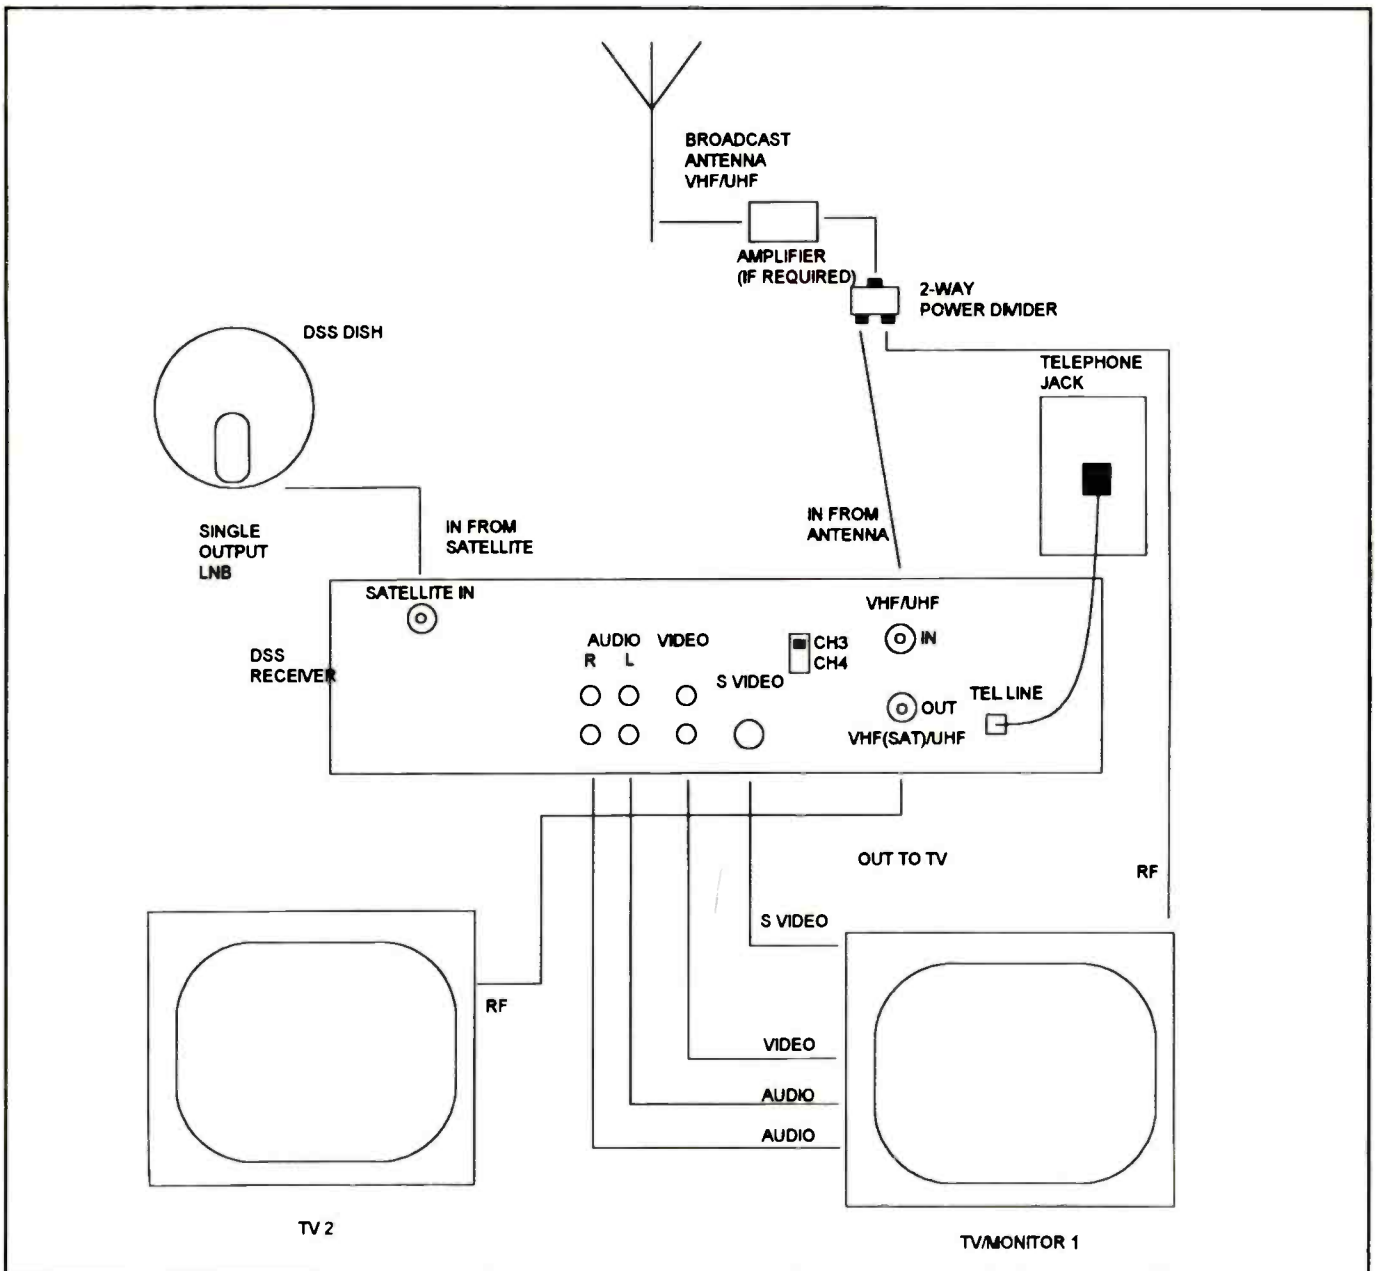 BROADCAST
ANTENNA
VHF/UHF
AMPLIFIER
(IF REQUIRED)
2-WAY
POWER DIVIDER
DSS DISH
TELEPHONE
JACK
SINGLE
OUTPUT
LNB
IN FROM
SATELLITE
IN FROM
ANTENNA
SATELLITE IN
VHF/UHF
IN
DSS
RECEIVER
AUDIO VIDEO
R L
CH3
CH4
S VIDEO
OUT
TEL LINE
VHF(SAT)/UHF
OUT TO TV
RF
S VIDEO
RF
VIDEO
AUDIO
AUDIO
TV 2
TV/MONITOR 1